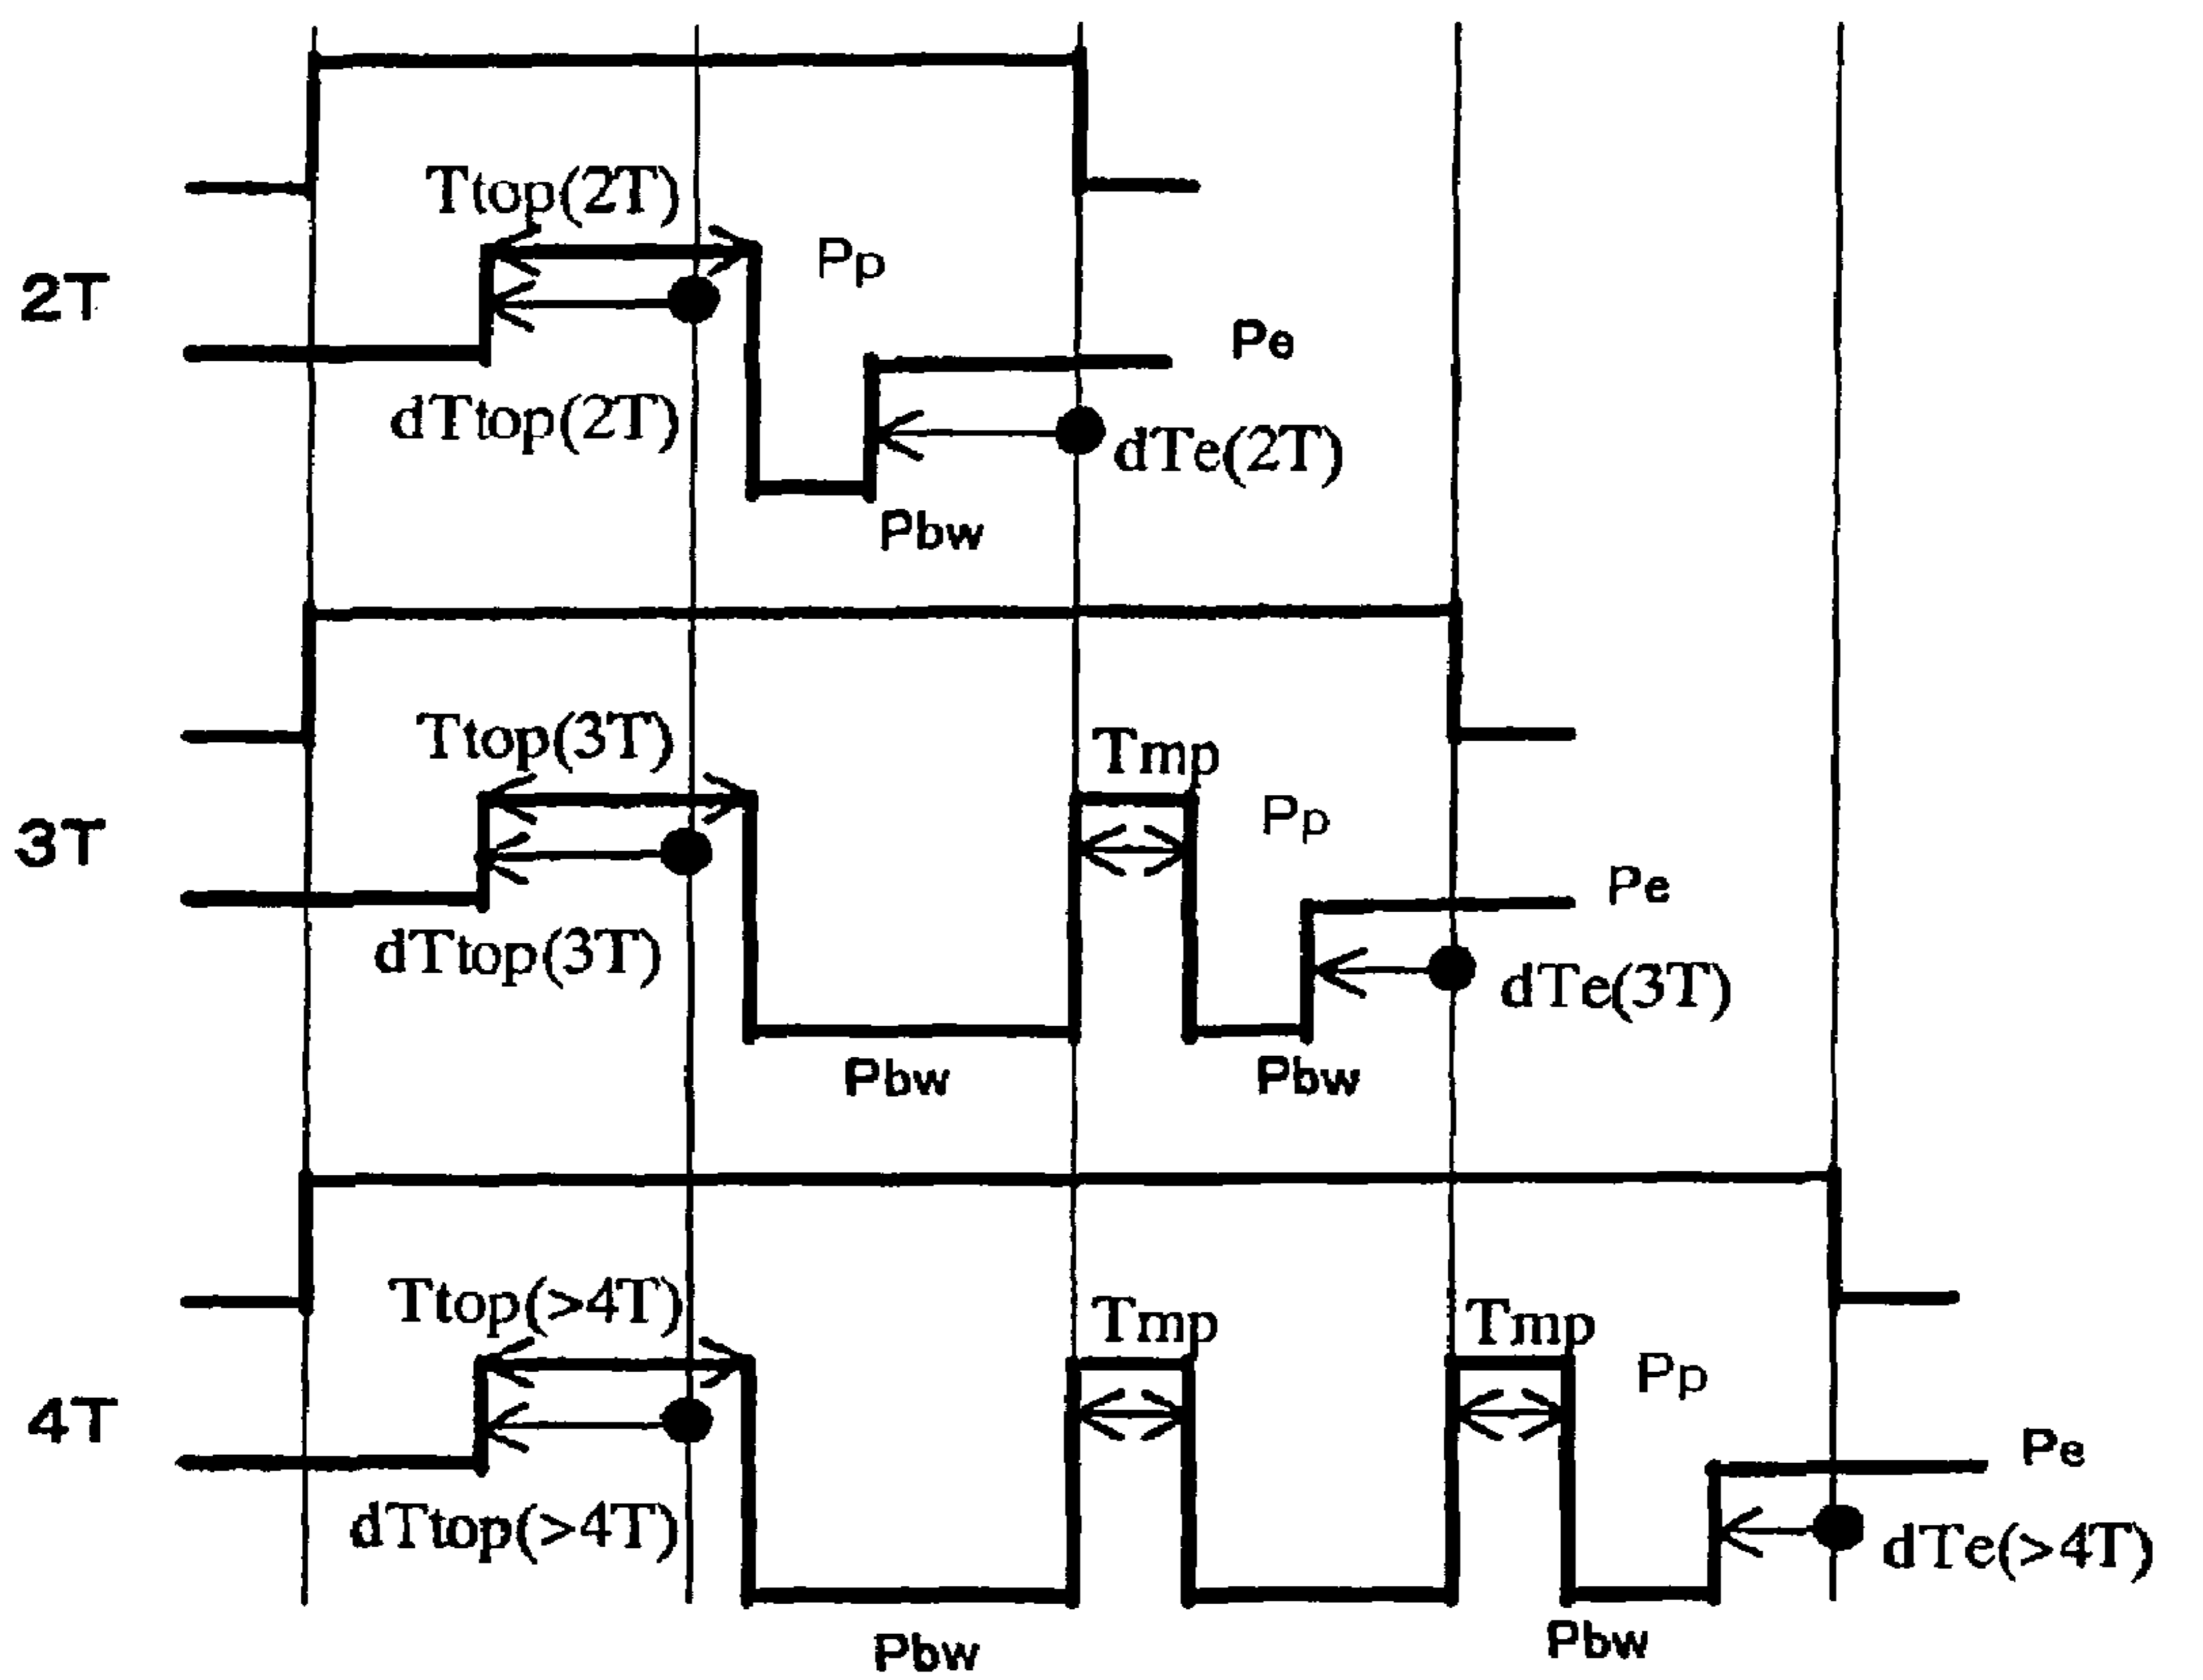 Ttop(2T)
Pp
2T
Pe
dTtop(2T)
dTe(2T)
Pbw
Ttop(3T)
Tmp
Pp
3T
Pe
dTtop(3T)
dTe(3T)
Pbw
Pbw
Ttop(>4T)
Tmp
Tmp
Pp
4T
Pe
dTtop(>4T)
dTe(>4T)
Pbw
Pbw